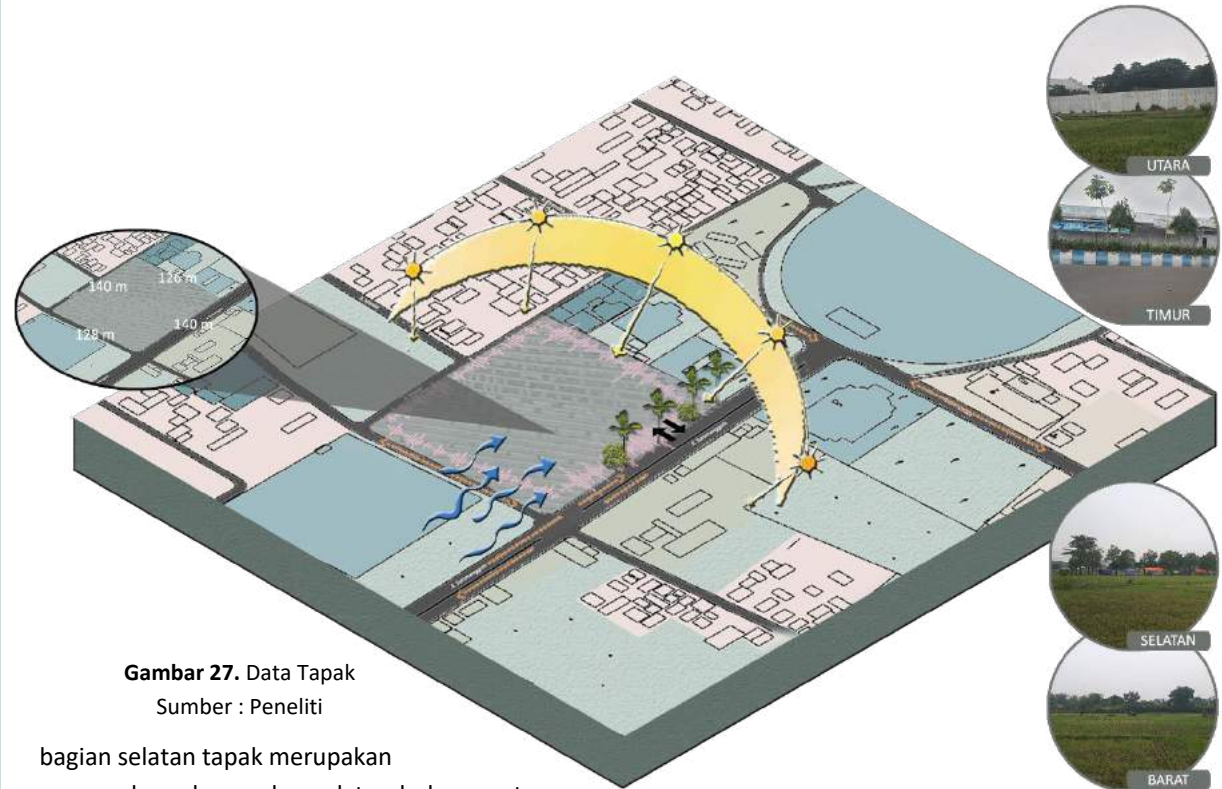 UTARA
TIMUR
140 m
126 m
128 m
140 m
SELATAN
BARAT
Gambar 27. Data Tapak
Sumber : Peneliti
bagian selatan tapak merupakan